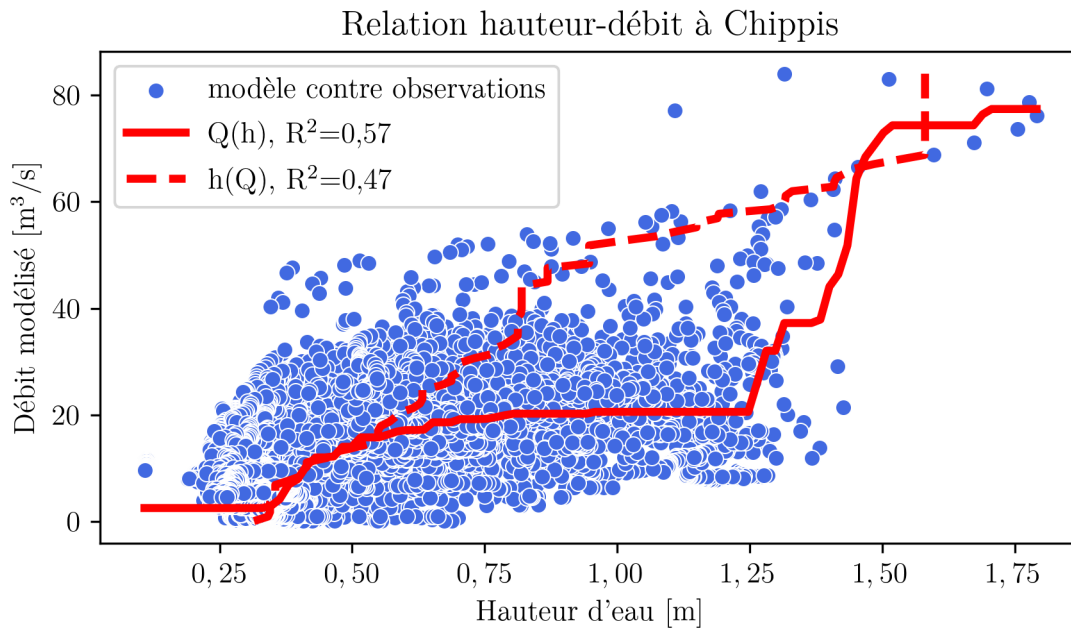 Relation hauteur-débit à Chippis
modèle contre observations
Q(h), R²=0,57
h(Q), R²=0,47
Débit modélisé [m³/s]
80
60
40
20
0
0,25 0,50 0,75 1,00 1,25 1,50 1,75
Hauteur d'eau [m]